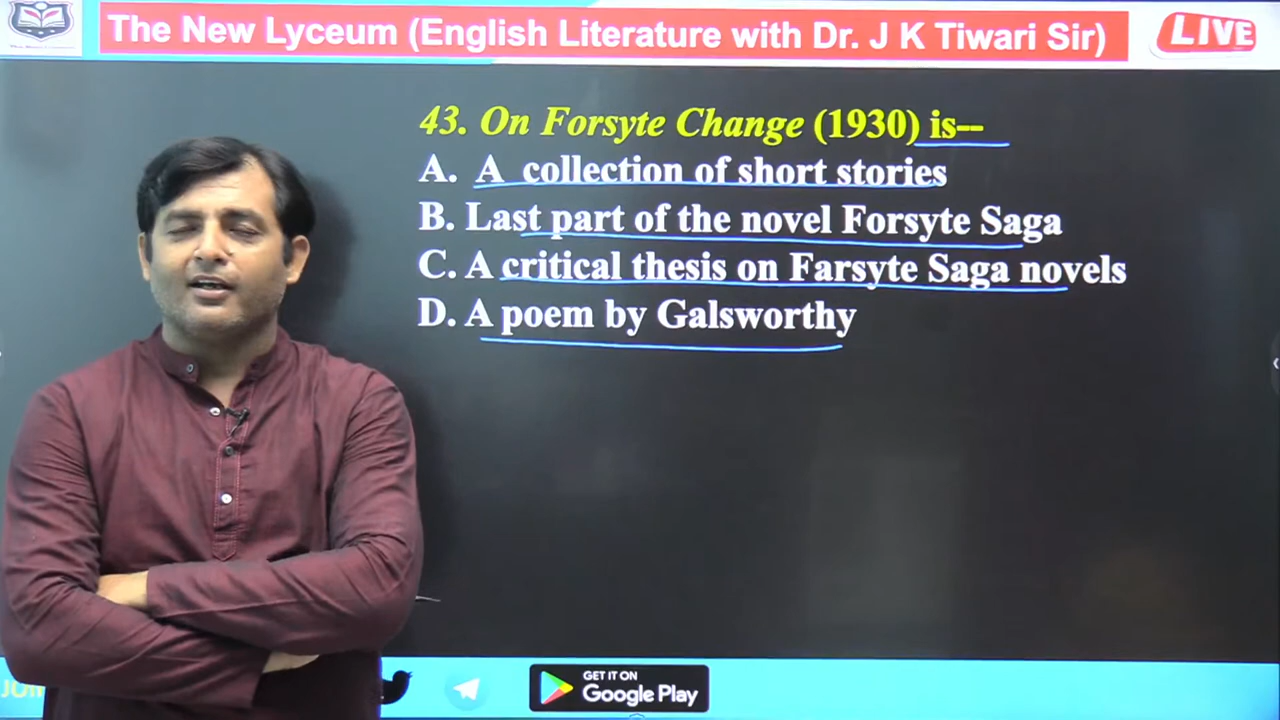 The New Lyceum (English Literature with Dr. J K Tiwari Sir)
LIVE
43. On Forsyte Change (1930) is--
A. A collection of short stories
B. Last part of the novel Forsyte Saga
C. A critical thesis on Farsyte Saga novels
D. A poem by Galsworthy
GET IT ON
Google Play